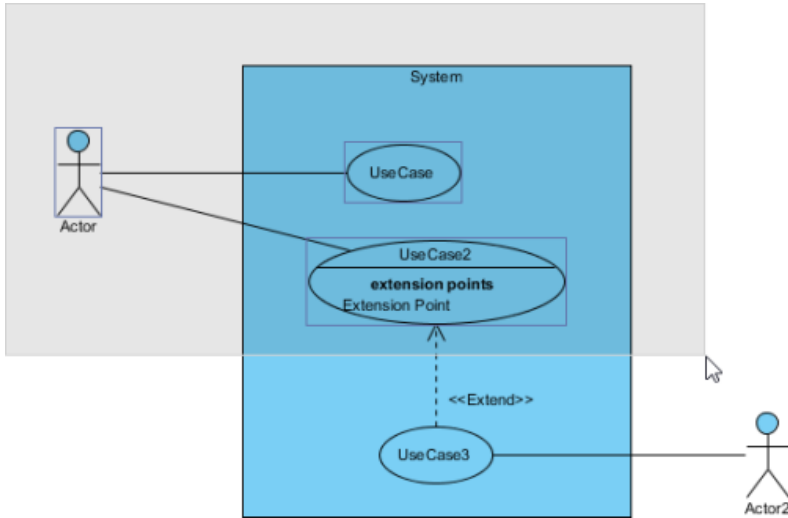 System
UseCase
Actor
UseCase2
extension points
Extension Point
<<Extend>>
UseCase3
Actor2